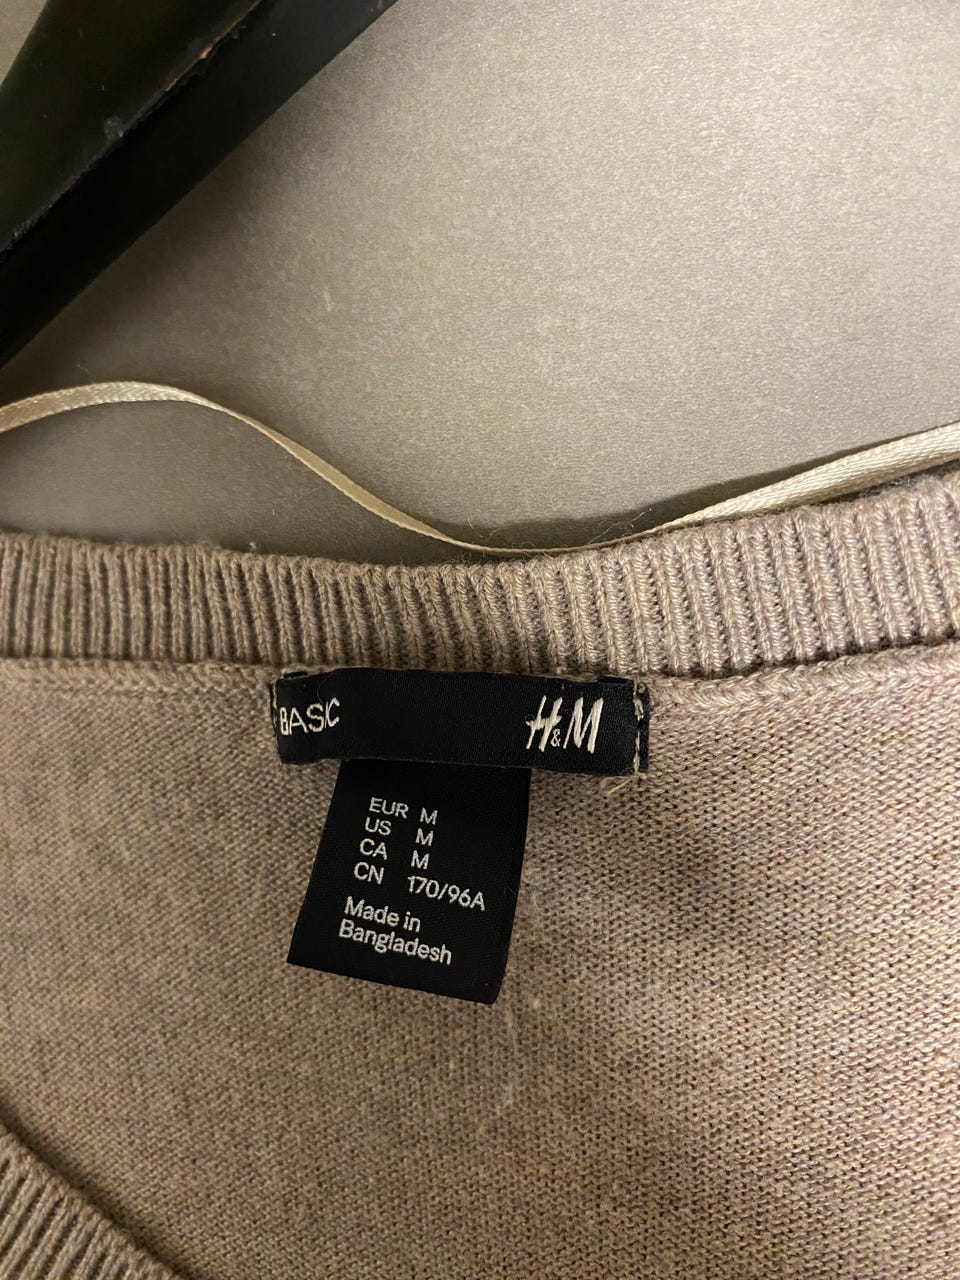 BASIC H&M
EUR M
US M
CA M
CN 170/96A
Made in
Bangladesh